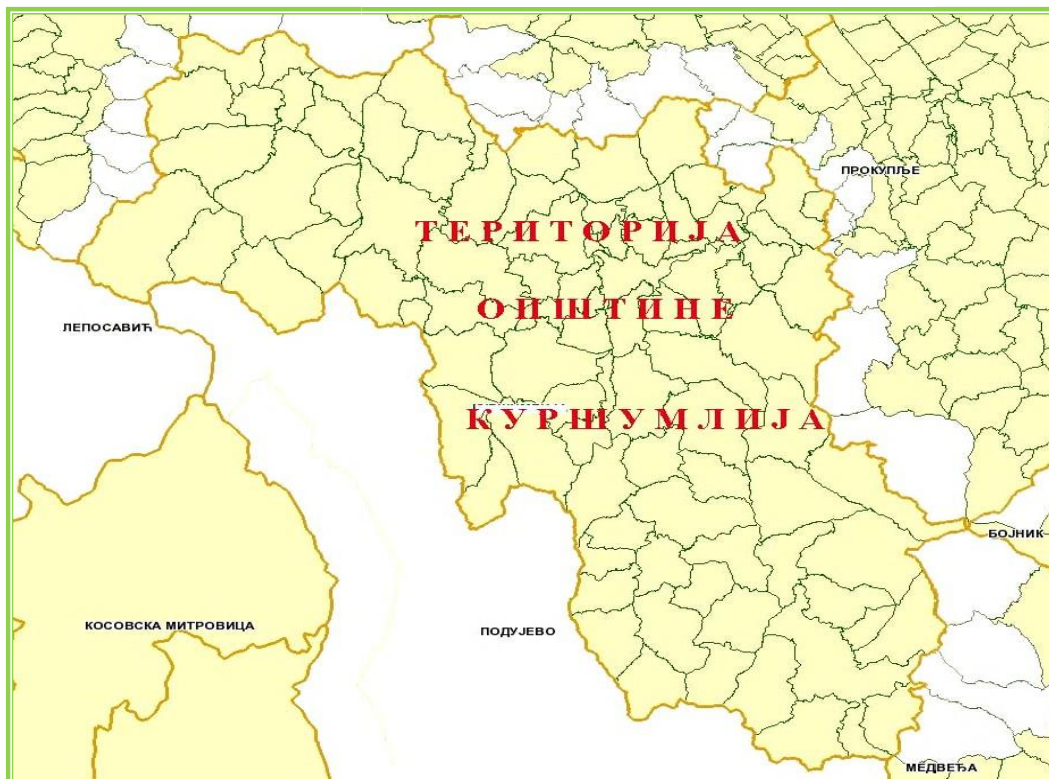 ПРОКУПЉЕ
ТЕРИТОРИЈА
ОПШТИНЕ
ЛЕПОСАВИЋ
КУРШУМЛИЈА
БОЈНИК
КОСОВСКА МИТРОВИЦА
ПОДУЈЕВО
МЕДВЕЂА